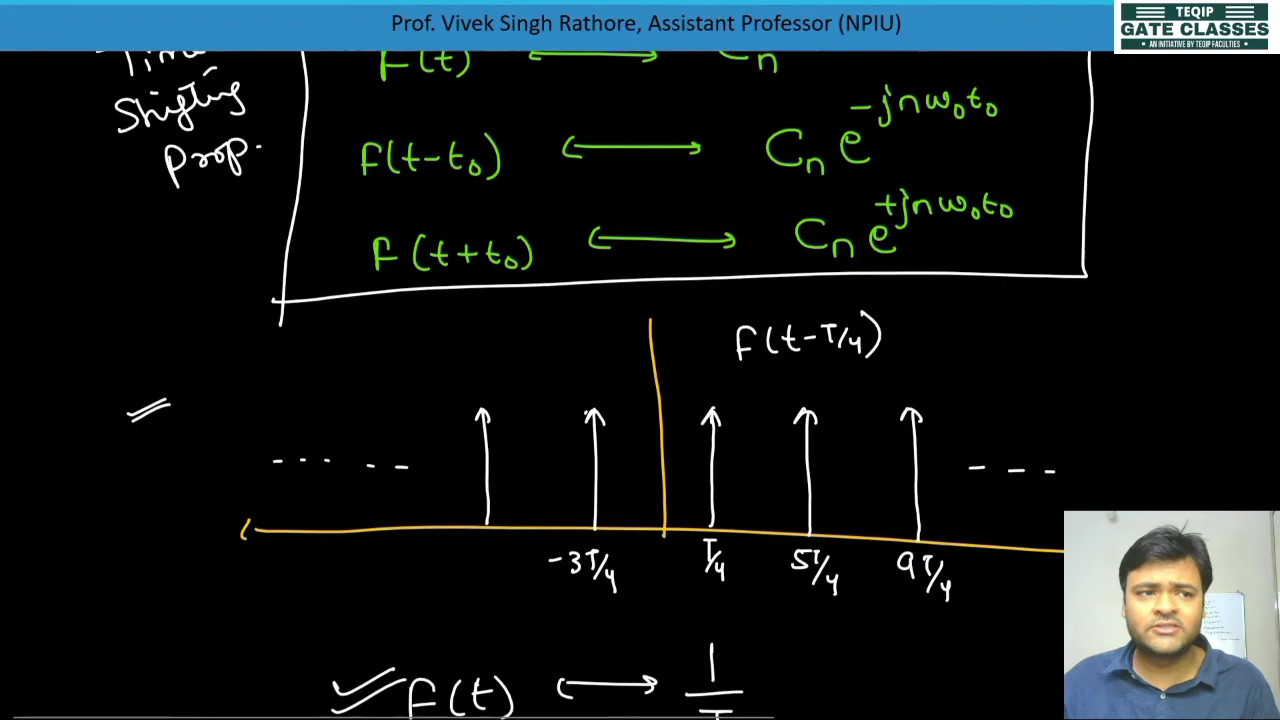 Prof. Vivek Singh Rathore, Assistant Professor (NPIU)
TEQIP
GATE CLASSES
AN INITIATIVE BY TEQIP FACULTIES
Time
Shifting
Prop.
f(t) ⟷ Cn
f(t-t₀) ⟷ Cn e^{-jnω₀t₀}
f(t+t₀) ⟷ Cn e^{+jnω₀t₀}
f(t-T/4)
-3T/4 T/4 5T/4 9T/4
f(t) ⟷ 1/T